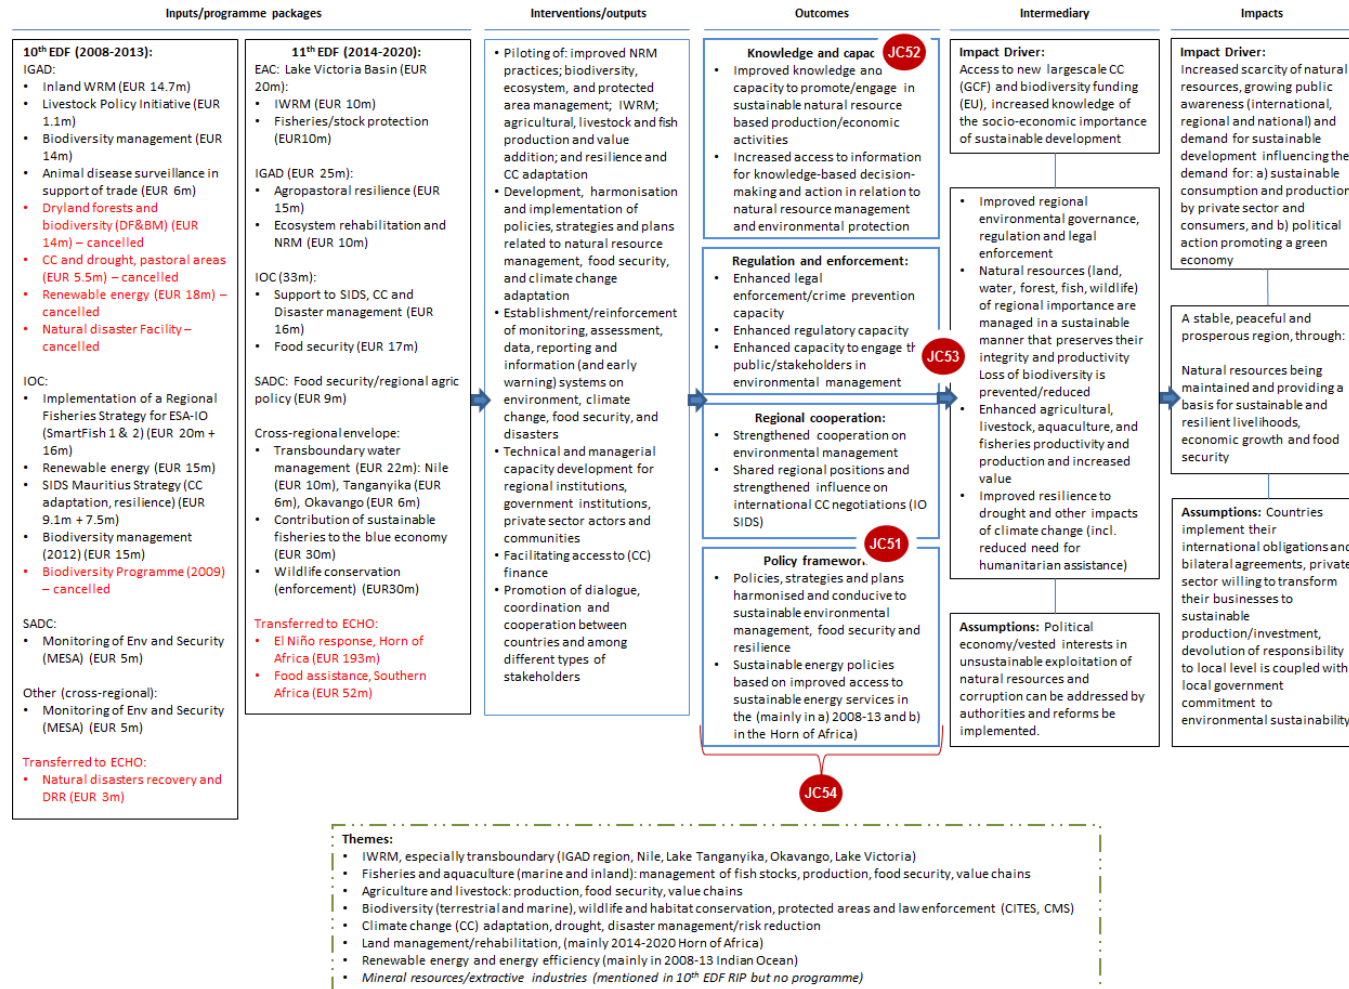 Inputs/programme packages
Interventions/outputs
Outcomes
Intermediary
Impacts
10th EDF (2008-2013):
IGAD:
• Inland WRM (EUR 14.7m)
• Livestock Policy Initiative (EUR
1.1m)
• Biodiversity management (EUR
14m)
• Animal disease surveillance in
support of trade (EUR 6m)
• Dryland forests and
biodiversity (DF&BM) (EUR
14m) – cancelled
• CC and drought, pastoral areas
(EUR 5.5m) – cancelled
• Renewable energy (EUR 18m) –
cancelled
• Natural disaster Facility –
cancelled
IOC:
• Implementation of a Regional
Fisheries Strategy for ESA-IO
(SmartFish 1 & 2) (EUR 20m +
16m)
• Renewable energy (EUR 15m)
• SIDS Mauritius Strategy (CC
adaptation, resilience) (EUR
9.1m + 7.5m)
• Biodiversity management
(2012) (EUR 15m)
• Biodiversity Programme (2009)
– cancelled
SADC:
• Monitoring of Env and Security
(MESA) (EUR 5m)
Other (cross-regional):
• Monitoring of Env and Security
(MESA) (EUR 5m)
Transferred to ECHO:
• Natural disasters recovery and
DRR (EUR 3m)
11th EDF (2014-2020):
EAC: Lake Victoria Basin (EUR
20m):
• IWRM (EUR 10m)
• Fisheries/stock protection
(EUR10m)
IGAD (EUR 25m):
• Agropastoral resilience (EUR
15m)
• Ecosystem rehabilitation and
NRM (EUR 10m)
IOC (33m):
• Support to SIDS, CC and
Disaster management (EUR
16m)
• Food security (EUR 17m)
SADC: Food security/regional agric
policy (EUR 9m)
Cross-regional envelope:
• Transboundary water
management (EUR 22m): Nile
(EUR 10m), Tanganyika (EUR
6m), Okavango (EUR 6m)
• Contribution of sustainable
fisheries to the blue economy
(EUR 30m)
• Wildlife conservation
(enforcement) (EUR30m)
Transferred to ECHO:
• El Niño response, Horn of
Africa (EUR 193m)
• Food assistance, Southern
Africa (EUR 52m)
• Piloting of: improved NRM
practices; biodiversity,
ecosystem, and protected
area management; IWRM;
agricultural, livestock and fish
production and value
addition; and resilience and
CC adaptation
• Development, harmonisation
and implementation of
policies, strategies and plans
related to natural resource
management, food security,
and climate change
adaptation
• Establishment/reinforcement
of monitoring, assessment,
data, reporting and
information (and early
warning) systems on
environment, climate
change, food security, and
disasters
• Technical and managerial
capacity development for
regional institutions,
government institutions,
private sector actors and
communities
• Facilitating access to (CC)
finance
• Promotion of dialogue,
coordination and
cooperation between
countries and among
different types of
stakeholders
Knowledge and capac
JC52
• Improved knowledge and
capacity to promote/engage in
sustainable natural resource
based production/economic
activities
• Increased access to information
for knowledge-based decision-
making and action in relation to
natural resource management
and environmental protection
Regulation and enforcement:
• Enhanced legal
enforcement/crime prevention
capacity
• Enhanced regulatory capacity
• Enhanced capacity to engage th
public/stakeholders in
environmental management
JC53
Regional cooperation:
• Strengthened cooperation on
environmental management
• Shared regional positions and
strengthened influence on
international CC negotiations (IO
SIDS)
JC51
Policy framework
• Policies, strategies and plans
harmonised and conducive to
sustainable environmental
management, food security and
resilience
• Sustainable energy policies
based on improved access to
sustainable energy services in
the (mainly in a) 2008-13 and b)
in the Horn of Africa)
JC54
Impact Driver:
Access to new largescale CC
(GCF) and biodiversity funding
(EU), increased knowledge of
the socio-economic importance
of sustainable development
• Improved regional
environmental governance,
regulation and legal
enforcement
• Natural resources (land,
water, forest, fish, wildlife)
of regional importance are
managed in a sustainable
manner that preserves their
integrity and productivity
Loss of biodiversity is
prevented/reduced
• Enhanced agricultural,
livestock, aquaculture, and
fisheries productivity and
production and increased
value
• Improved resilience to
drought and other impacts
of climate change (incl.
reduced need for
humanitarian assistance)
Assumptions: Political
economy/vested interests in
unsustainable exploitation of
natural resources and
corruption can be addressed by
authorities and reforms be
implemented.
Impact Driver:
Increased scarcity of natural
resources, growing public
awareness (international,
regional and national) and
demand for sustainable
development influencing the
demand for: a) sustainable
consumption and production
by private sector and
consumers, and b) political
action promoting a green
economy
A stable, peaceful and
prosperous region, through:
Natural resources being
maintained and providing a
basis for sustainable and
resilient livelihoods,
economic growth and food
security
Assumptions: Countries
implement their
international obligations and
bilateral agreements, private
sector willing to transform
their businesses to
sustainable
production/investment,
devolution of responsibility
to local level is coupled with
local government
commitment to
environmental sustainability
Themes:
• IWRM, especially transboundary (IGAD region, Nile, Lake Tanganyika, Okavango, Lake Victoria)
• Fisheries and aquaculture (marine and inland): management of fish stocks, production, food security, value chains
• Agriculture and livestock: production, food security, value chains
• Biodiversity (terrestrial and marine), wildlife and habitat conservation, protected areas and law enforcement (CITES, CMS)
• Climate change (CC) adaptation, drought, disaster management/risk reduction
• Land management/rehabilitation, (mainly 2014-2020 Horn of Africa)
• Renewable energy and energy efficiency (mainly in 2008-13 Indian Ocean)
• Mineral resources/extractive industries (mentioned in 10th EDF RIP but no programme)